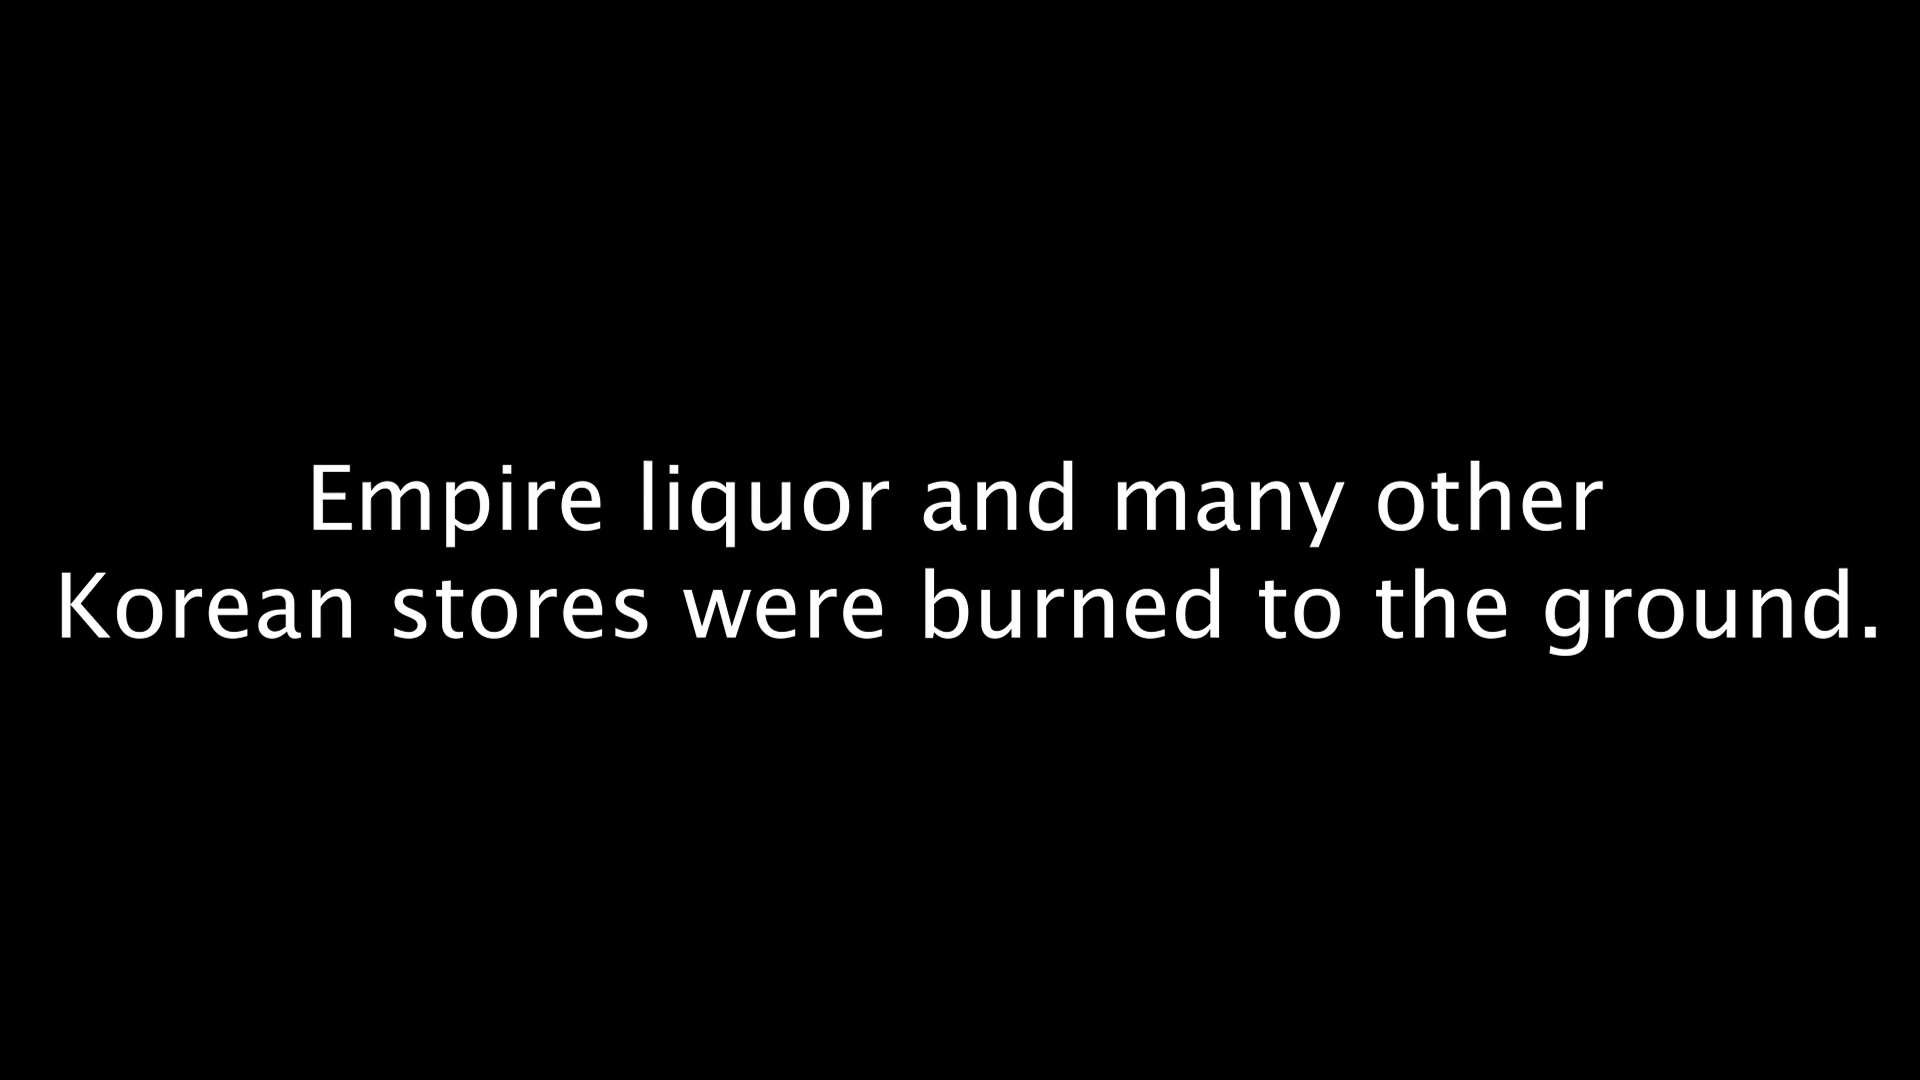 Empire liquor and many other
Korean stores were burned to the ground.